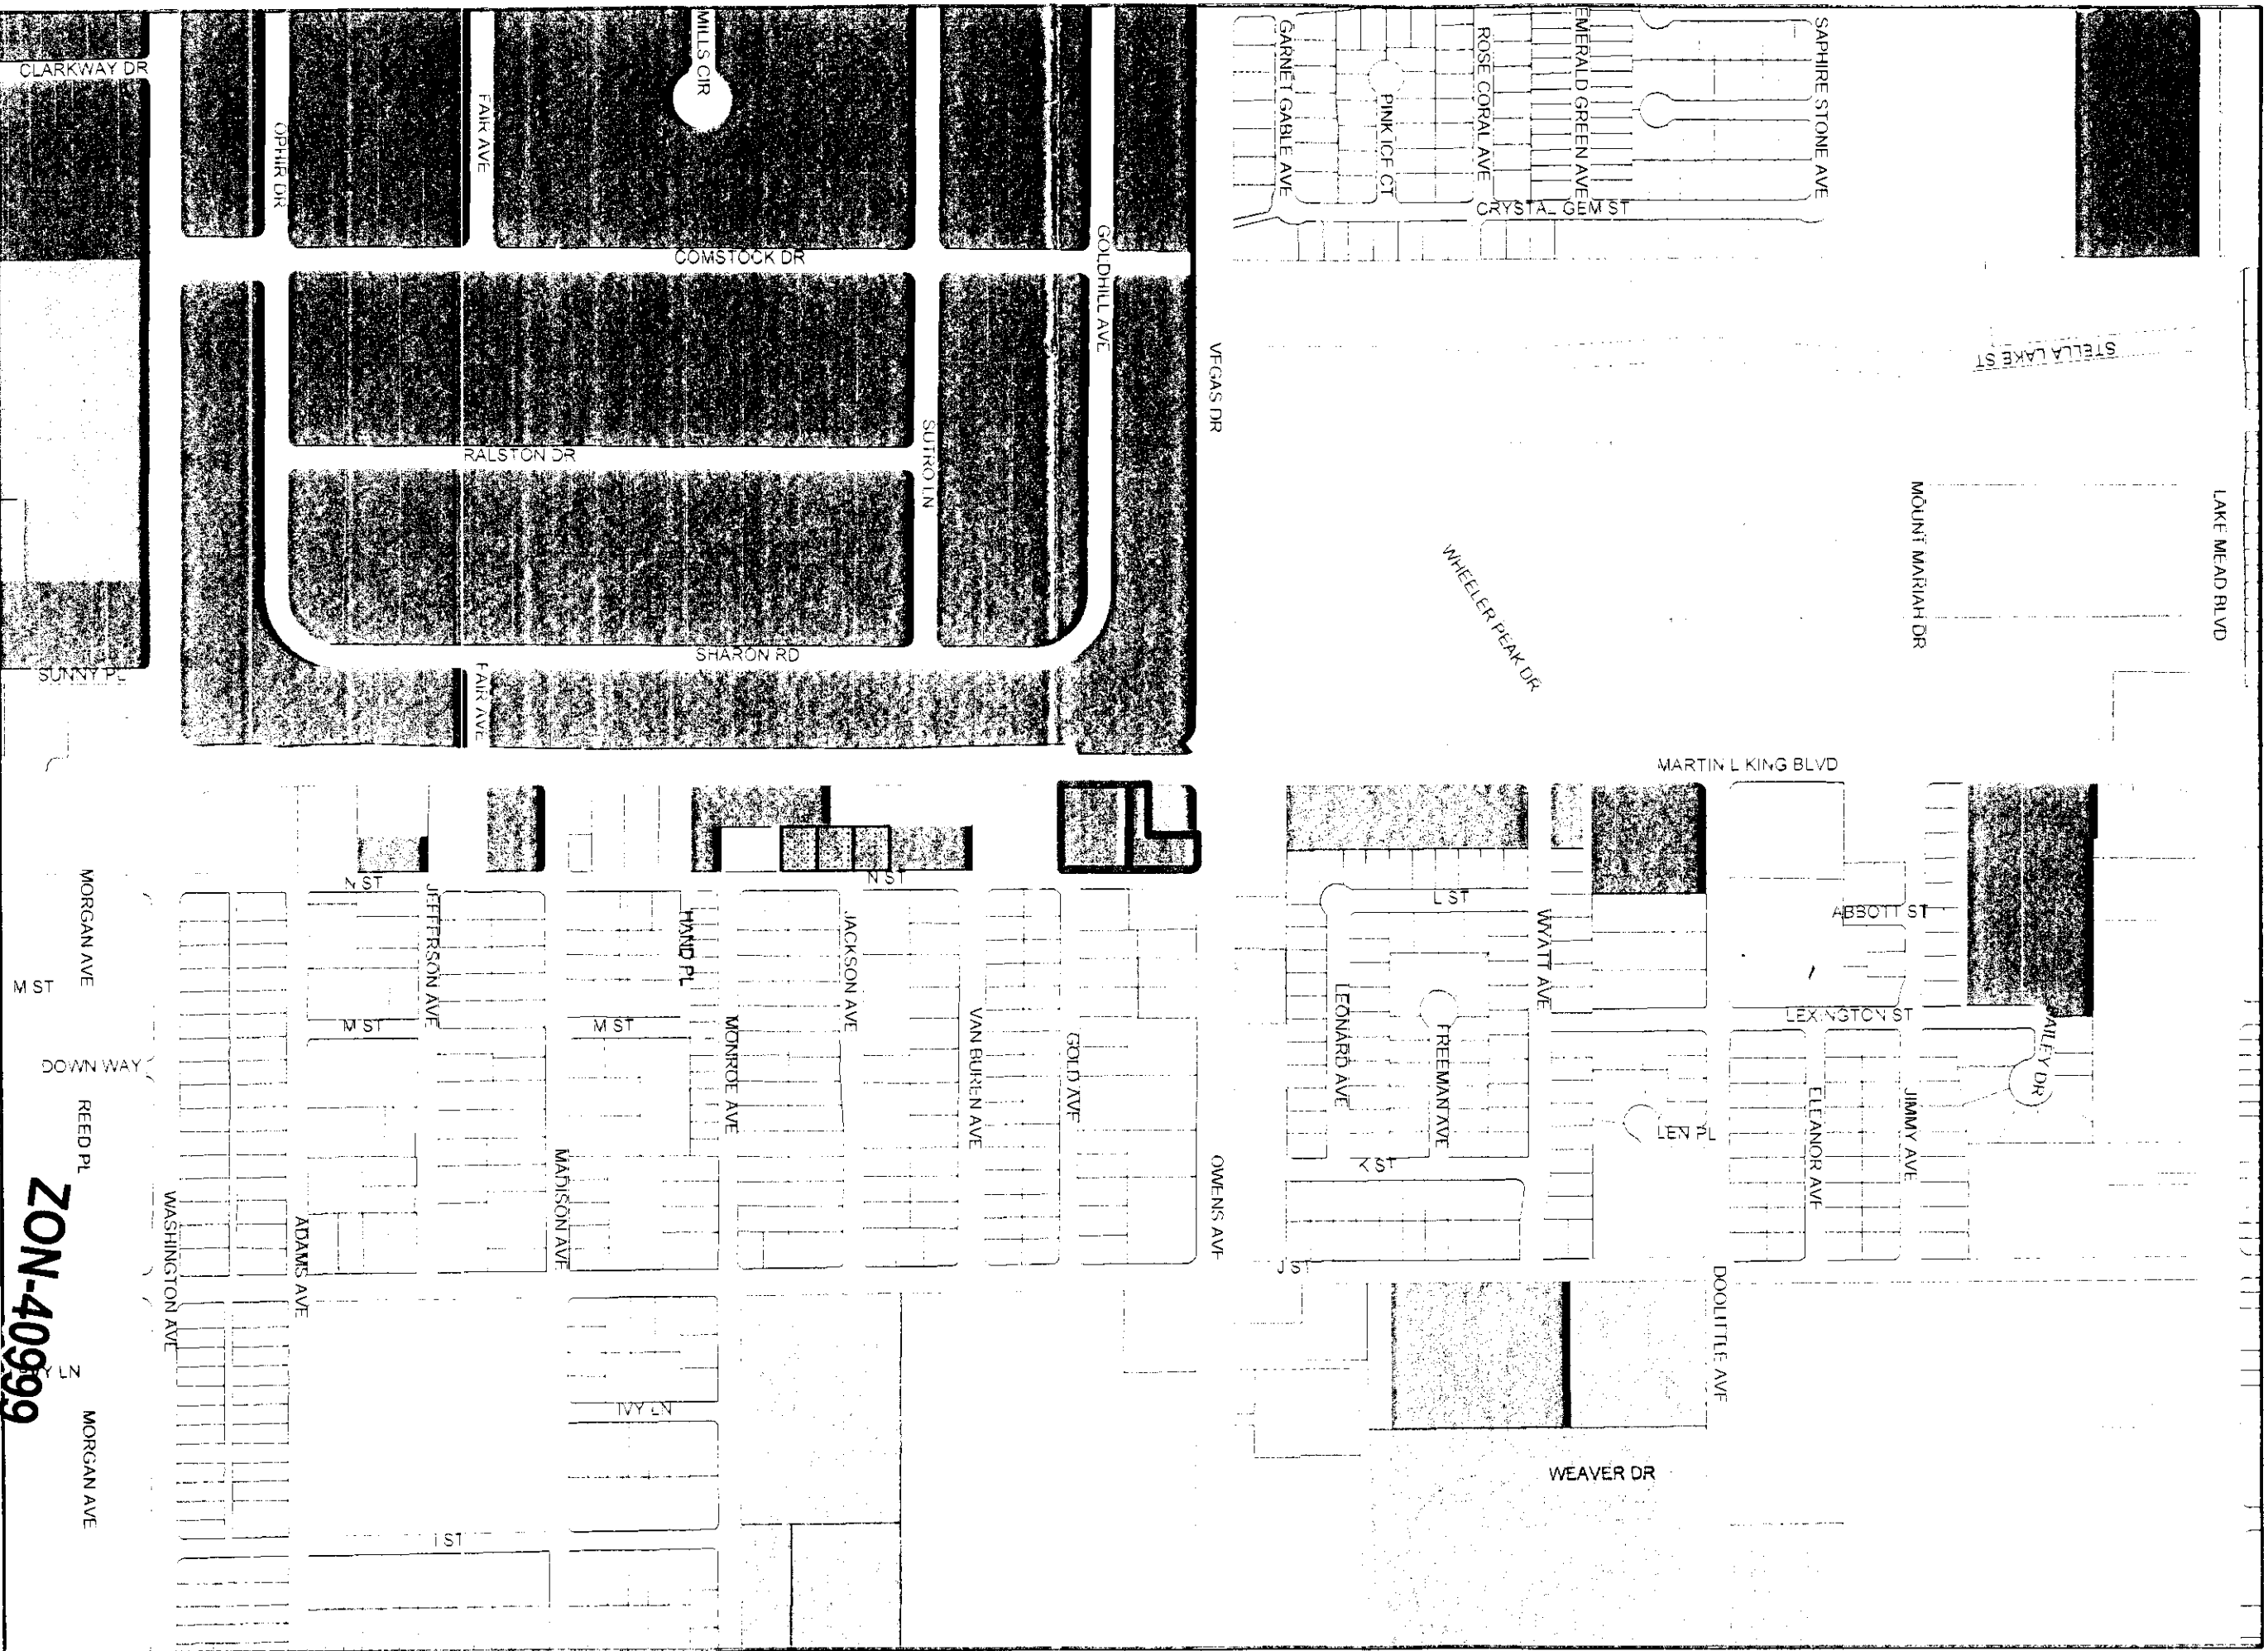 CLARKWAY DR
OPHIR DR
FAIR AVE
MILLS CIR
COMSTOCK DR
GOLDHILL AVE
GARNET GABLE AVE
PINK ICE CT
ROSE CORAL AVE
EMERALD GREEN AVE
SAPHIRE STONE AVE
CRYSTAL GEM ST
VEGAS DR
STELLA LAKE ST
RALSTON DR
SUTRO LN
WHEELER PEAK DR
MOUNT MARIAH DR
LAKE MEAD BLVD
SUNNY PL
SHARON RD
FAIR AVE
MARTIN L KING BLVD
N ST
N ST
MORGAN AVE
M ST
JEFFERSON AVE
HAND PL
JACKSON AVE
L ST
WYATT AVE
ABBOTT ST
M ST
M ST
MONROE AVE
VAN BUREN AVE
GOLD AVE
LEONARD AVE
FREEMAN AVE
LEXINGTON ST
DOWN WAY
REED PL
LEN PL
ELEANOR AVE
JIMMY AVE
K ST
WASHINGTON AVE
ADAMS AVE
MADISON AVE
OWENS AVE
J ST
DOOLITTLE AVE
ZON-40999
Y LN
IVY LN
MORGAN AVE
WEAVER DR
I ST